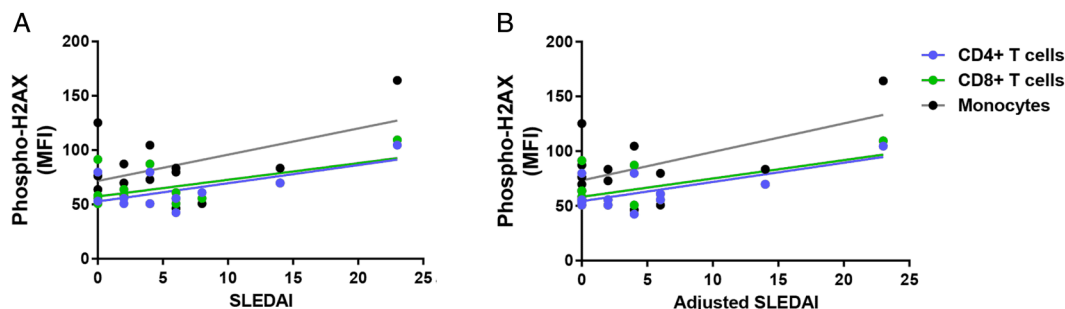 A
Phospho-H2AX
(MFI)
200
150
100
50
0
0 5 10 15 20 25
SLEDAI
B
Phospho-H2AX
(MFI)
200
150
100
50
0
0 5 10 15 20 25
Adjusted SLEDAI
CD4+ T cells
CD8+ T cells
Monocytes